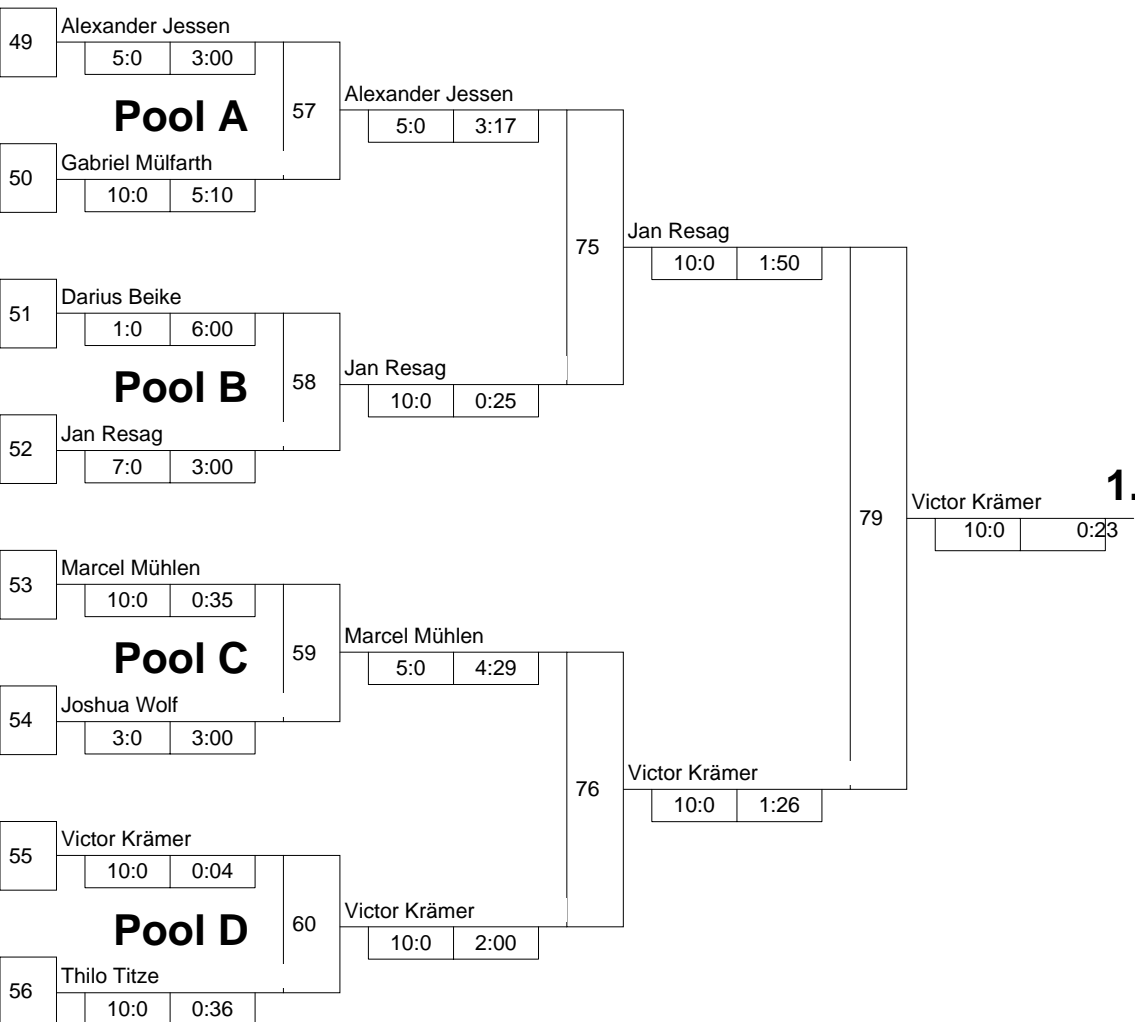 49
Alexander Jessen
5:0 3:00
Pool A
57
Alexander Jessen
5:0 3:17
50
Gabriel Mülfarth
10:0 5:10
75
Jan Resag
10:0 1:50
51
Darius Beike
1:0 6:00
Pool B
58
Jan Resag
10:0 0:25
52
Jan Resag
7:0 3:00
79
Victor Krämer
1.
10:0 0:23
53
Marcel Mühlen
10:0 0:35
Pool C
59
Marcel Mühlen
5:0 4:29
54
Joshua Wolf
3:0 3:00
76
Victor Krämer
10:0 1:26
55
Victor Krämer
10:0 0:04
Pool D
60
Victor Krämer
10:0 2:00
56
Thilo Titze
10:0 0:36